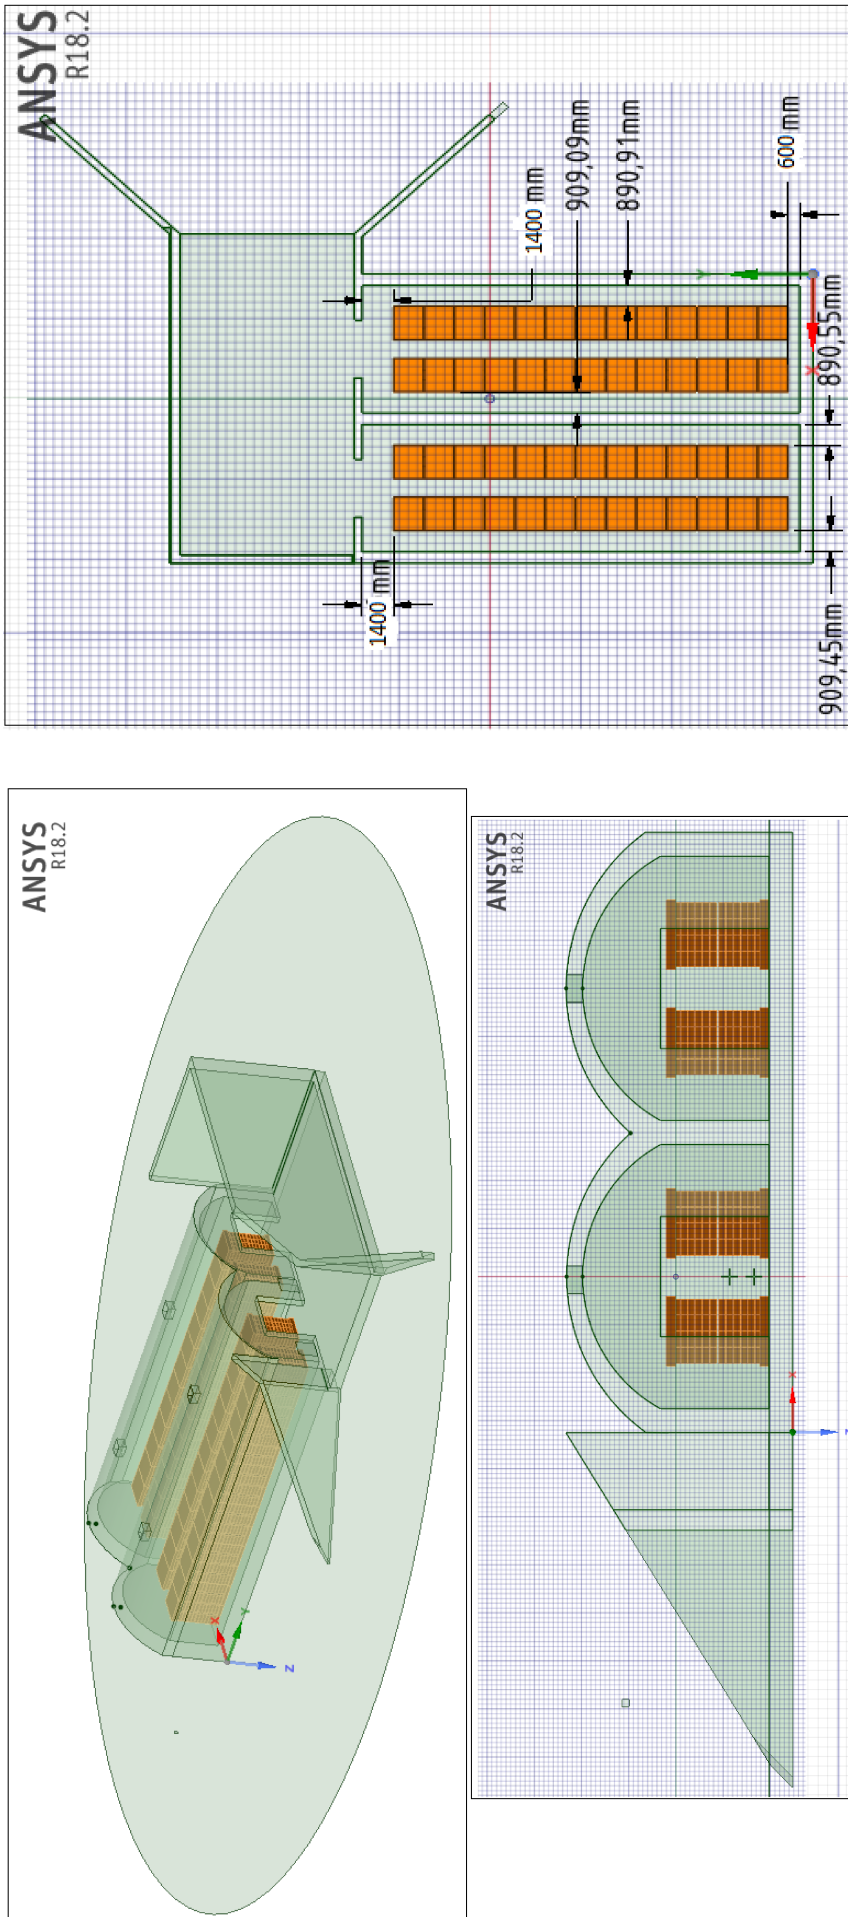 ANSYS
R18.2
909,09mm
890,91mm
600 mm
1400 mm
Y
X
890,55mm
1400 mm
909,45mm
ANSYS
R18.2
X
Y
Z
ANSYS
R18.2
X